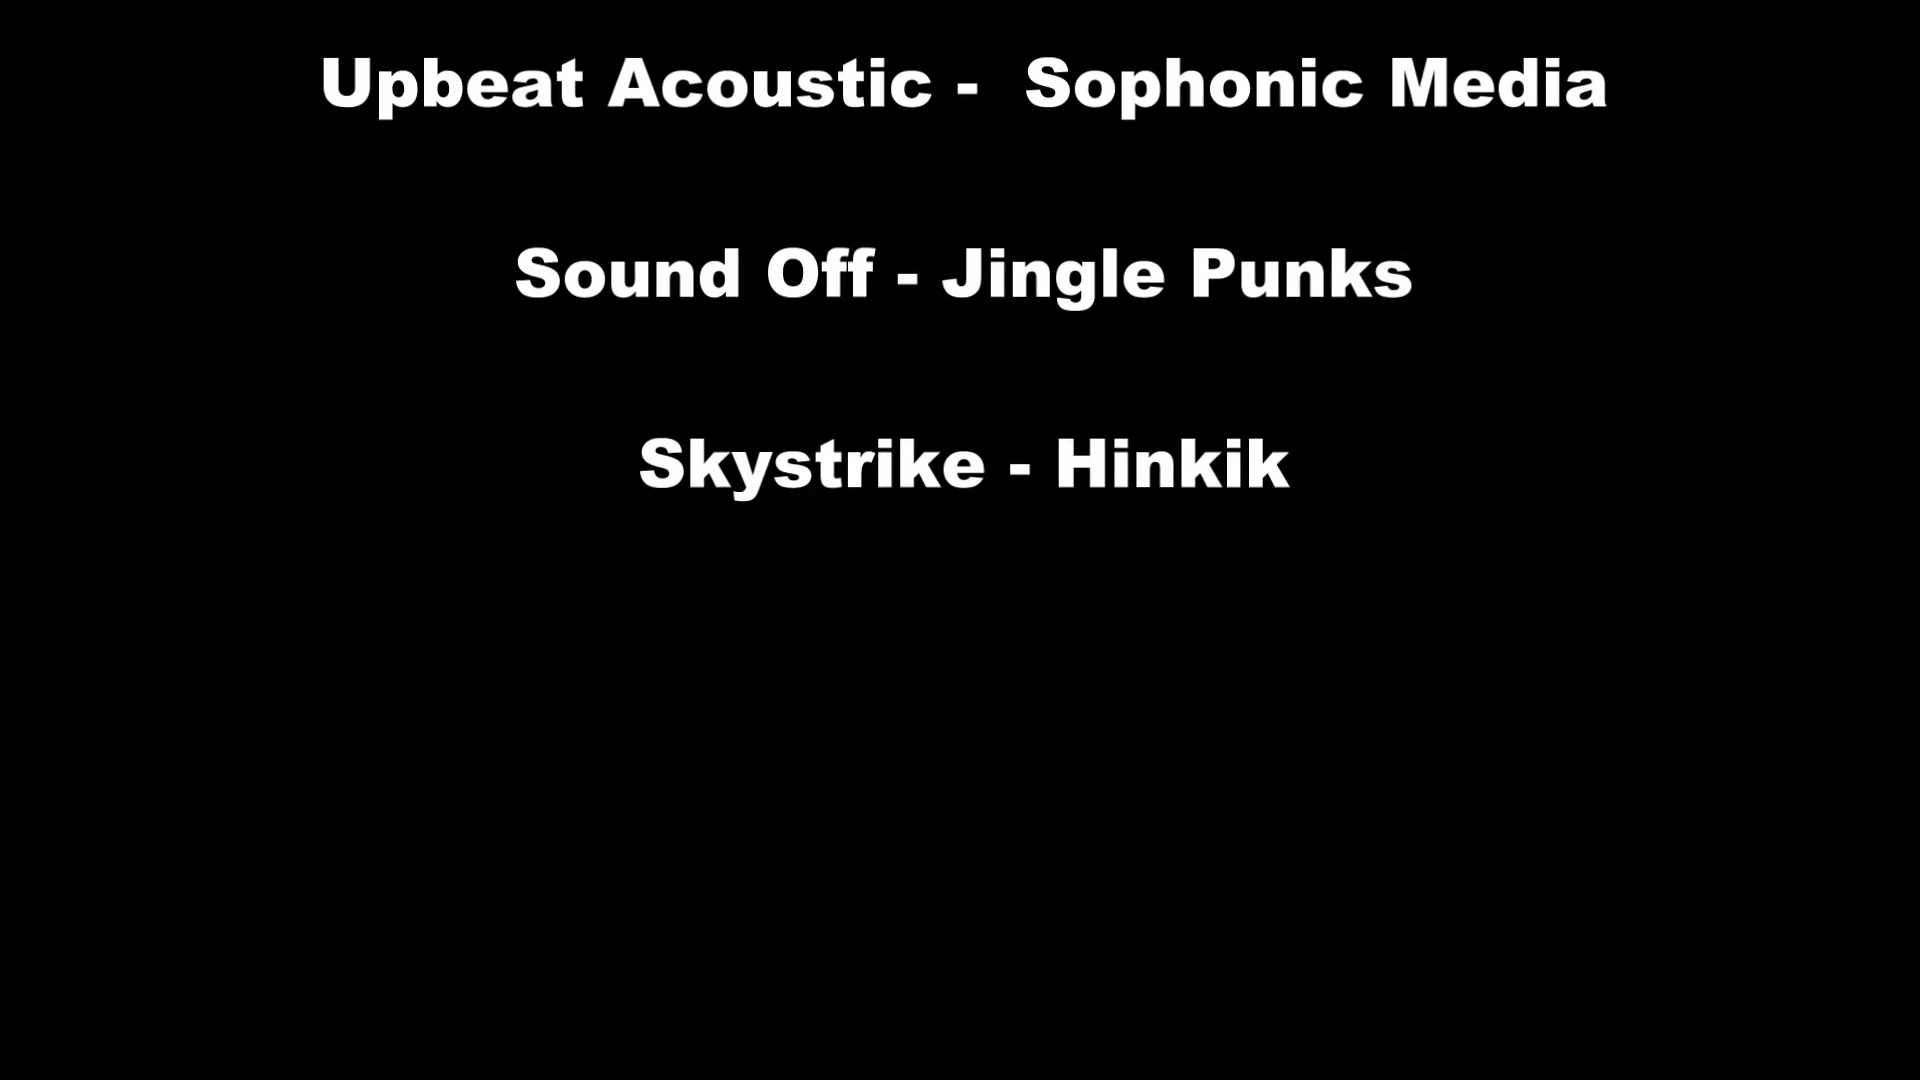 Upbeat Acoustic -  Sophonic Media
Sound Off - Jingle Punks
Skystrike - Hinkik